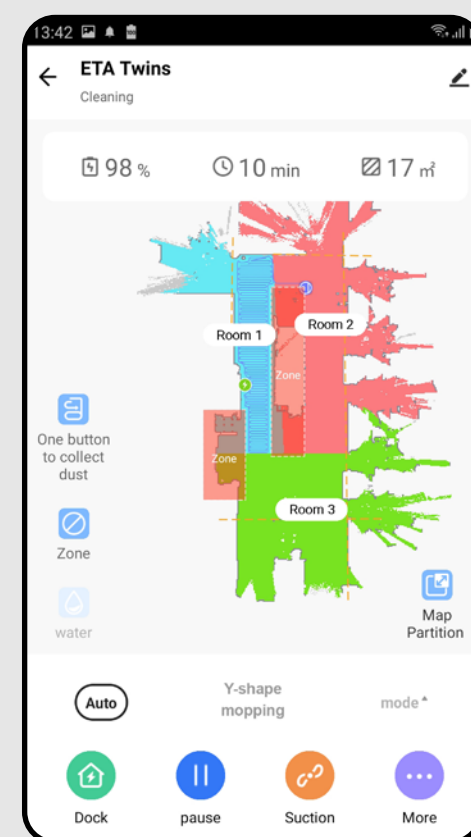 13:42
ETA Twins
Cleaning
98 %
10 min
17 ㎡
Room 1
Room 2
Zone
One button
to collect
dust
Zone
Zone
Room 3
water
Map
Partition
Auto
Y-shape
mopping
mode
Dock
pause
Suction
More